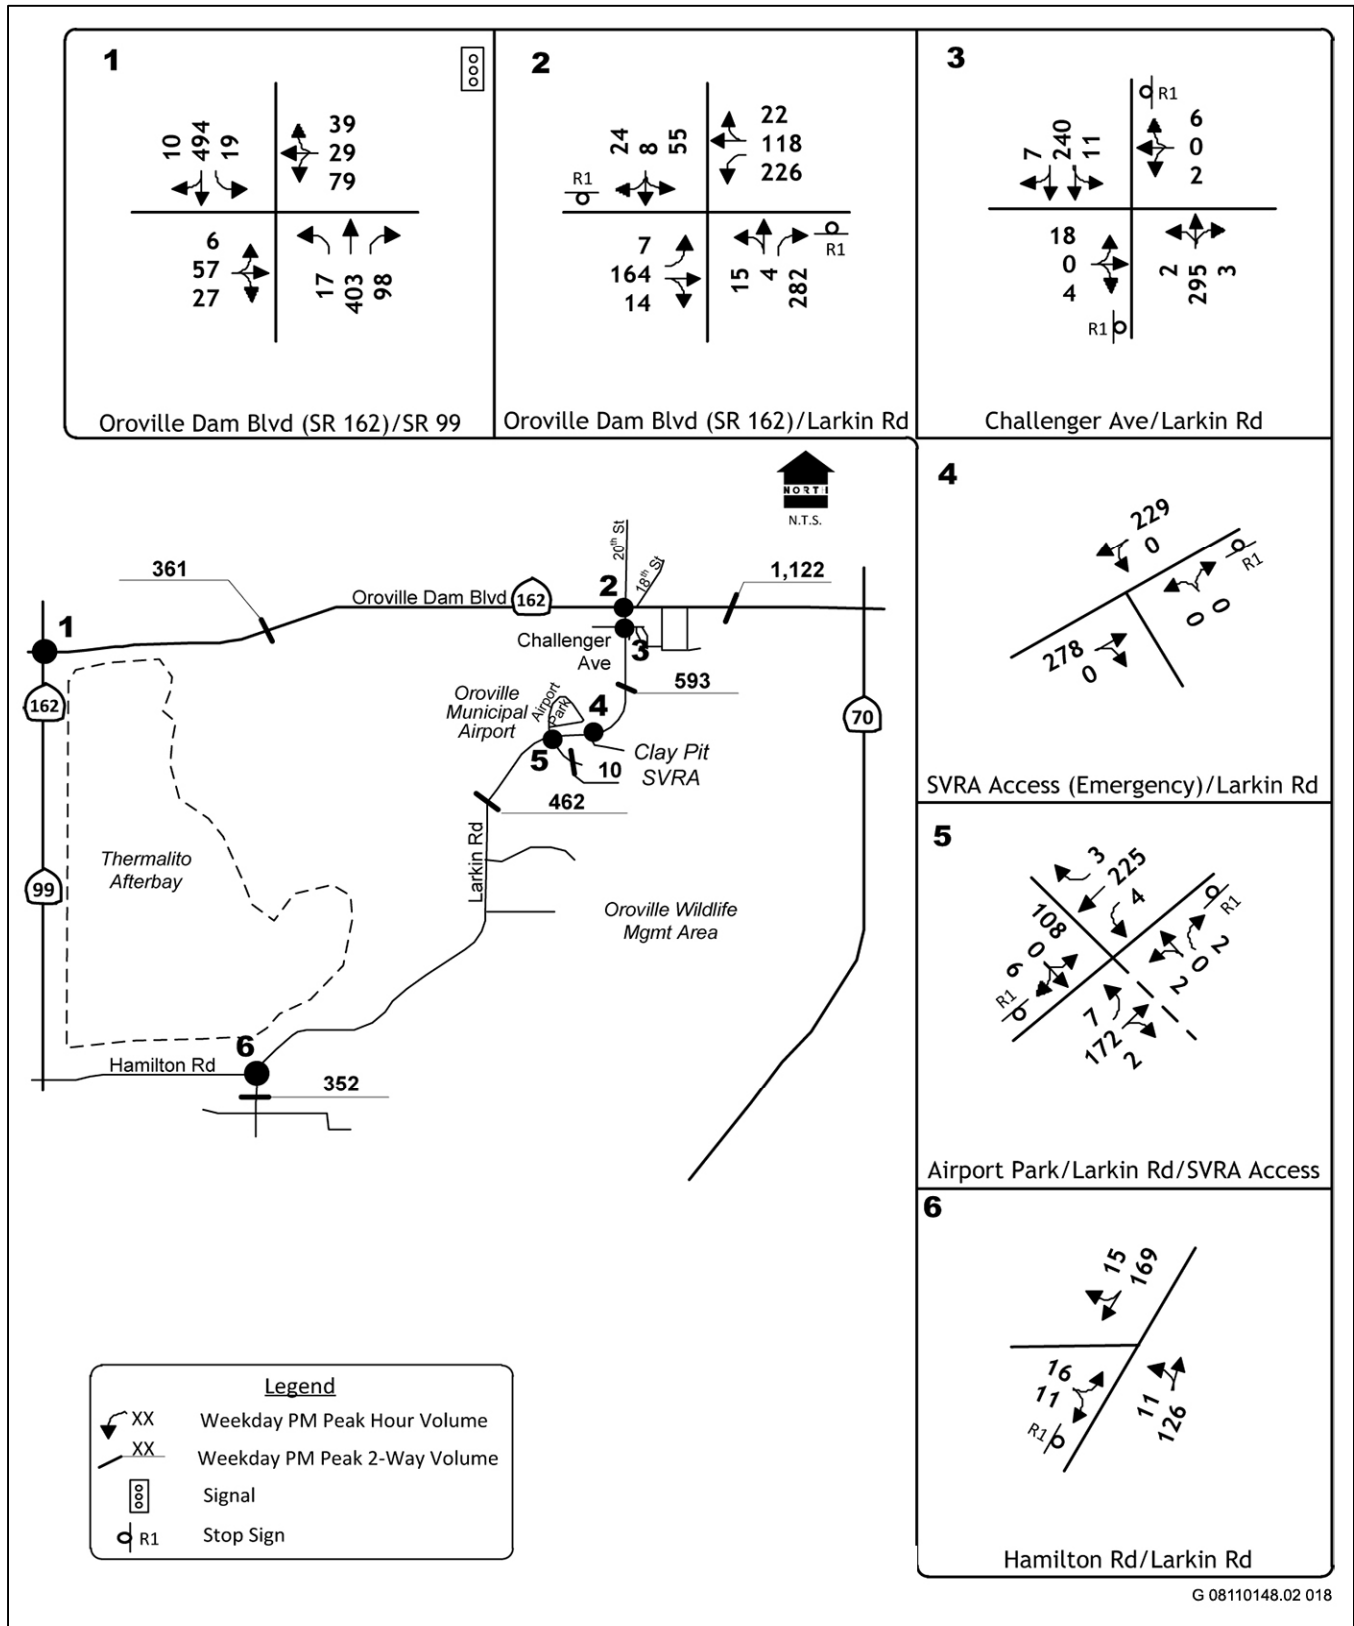 1
10
494
19
39
29
79
6
57
27
17
403
98
Oroville Dam Blvd (SR 162)/SR 99
2
24
8
55
22
118
226
R1
7
164
14
15
4
282
R1
Oroville Dam Blvd (SR 162)/Larkin Rd
3
R1
7
240
11
6
0
2
18
0
4
2
295
3
R1
Challenger Ave/Larkin Rd
NORTH
N.T.S.
361
1
Oroville Dam Blvd
162
20th St
18th St
2
1,122
Challenger
Ave
3
593
162
Oroville
Municipal
Airport
Airport
Park
4
5
10
Clay Pit
SVRA
70
462
Larkin Rd
99
Thermalito
Afterbay
Oroville Wildlife
Mgmt Area
6
Hamilton Rd
352
4
229
0
R1
0
0
278
0
SVRA Access (Emergency)/Larkin Rd
5
3
225
4
R1
108
0
6
R1
2
0
2
7
172
2
Airport Park/Larkin Rd/SVRA Access
6
15
169
16
11
R1
11
126
Hamilton Rd/Larkin Rd
Legend
XX Weekday PM Peak Hour Volume
XX Weekday PM Peak 2-Way Volume
Signal
R1 Stop Sign
G 08110148.02 018